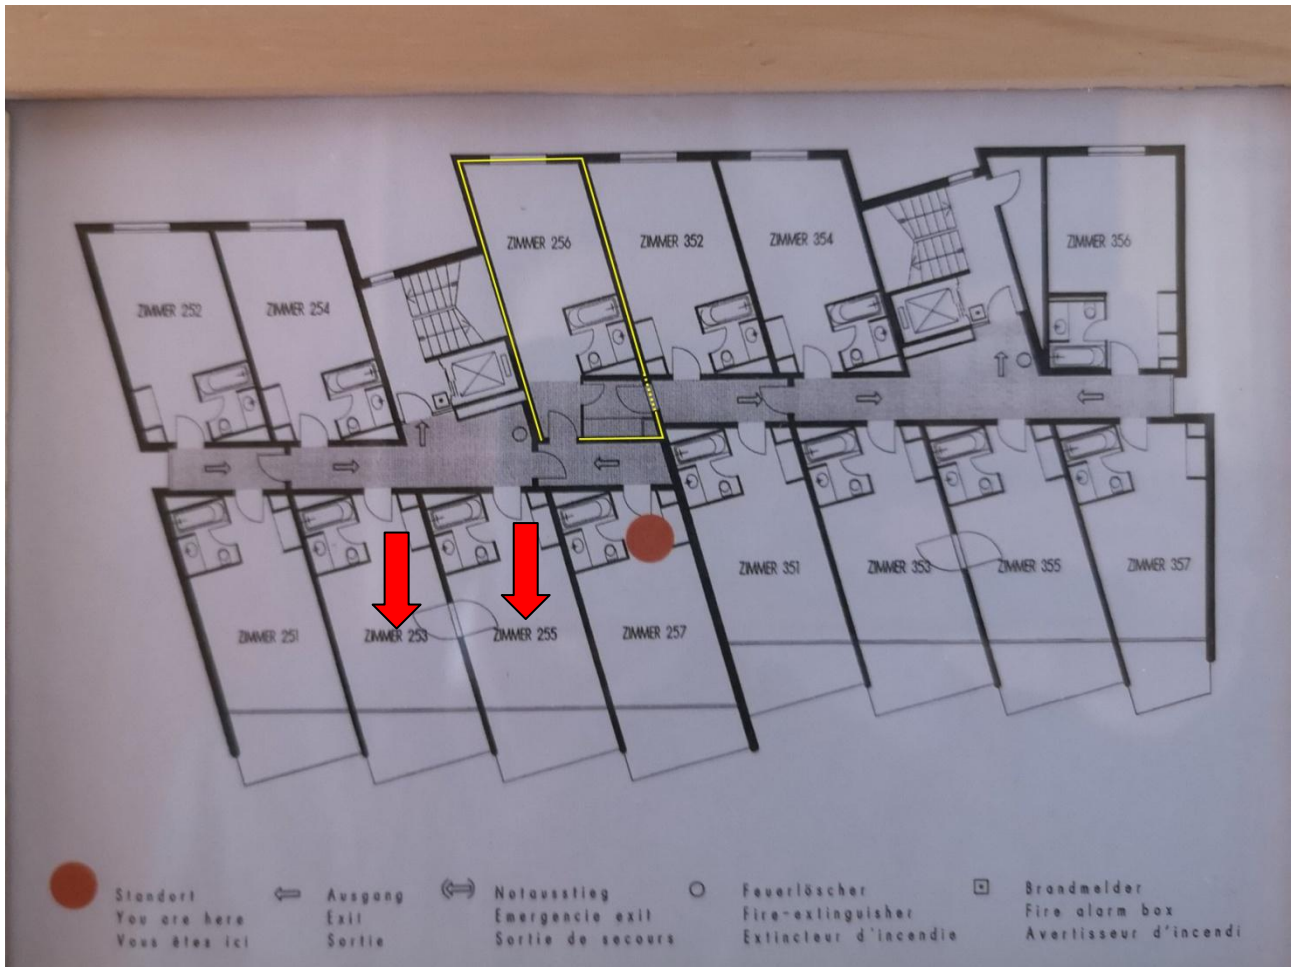 ZIMMER 256
ZIMMER 352
ZIMMER 354
ZIMMER 356
ZIMMER 252
ZIMMER 254
ZIMMER 351
ZIMMER 353
ZIMMER 355
ZIMMER 357
ZIMMER 251
ZIMMER 253
ZIMMER 255
ZIMMER 257
Standort
You are here
Vous êtes ici
Ausgang
Exit
Sortie
Notausstieg
Emergencie exit
Sortie de secours
Feuerlöscher
Fire-extinguisher
Extincteur d'incendie
Brandmelder
Fire alarm box
Avertisseur d'incendi